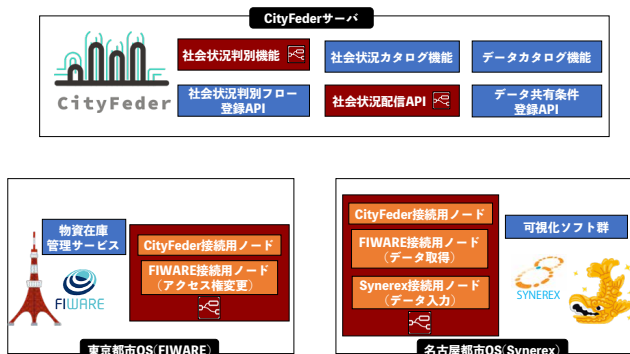 CityFederサーバ
CityFeder
社会状況判別機能
社会状況カタログ機能
データカタログ機能
社会状況判別フロー
登録API
社会状況配信API
データ共有条件
登録API
物資在庫
管理サービス
FIWARE
CityFeder接続用ノード
FIWARE接続用ノード
（アクセス権変更）
東京都市OS(FIWARE)
CityFeder接続用ノード
FIWARE接続用ノード
（データ取得）
Synerex接続用ノード
（データ入力）
可視化ソフト群
SYNEREX
名古屋都市OS(Synerex)